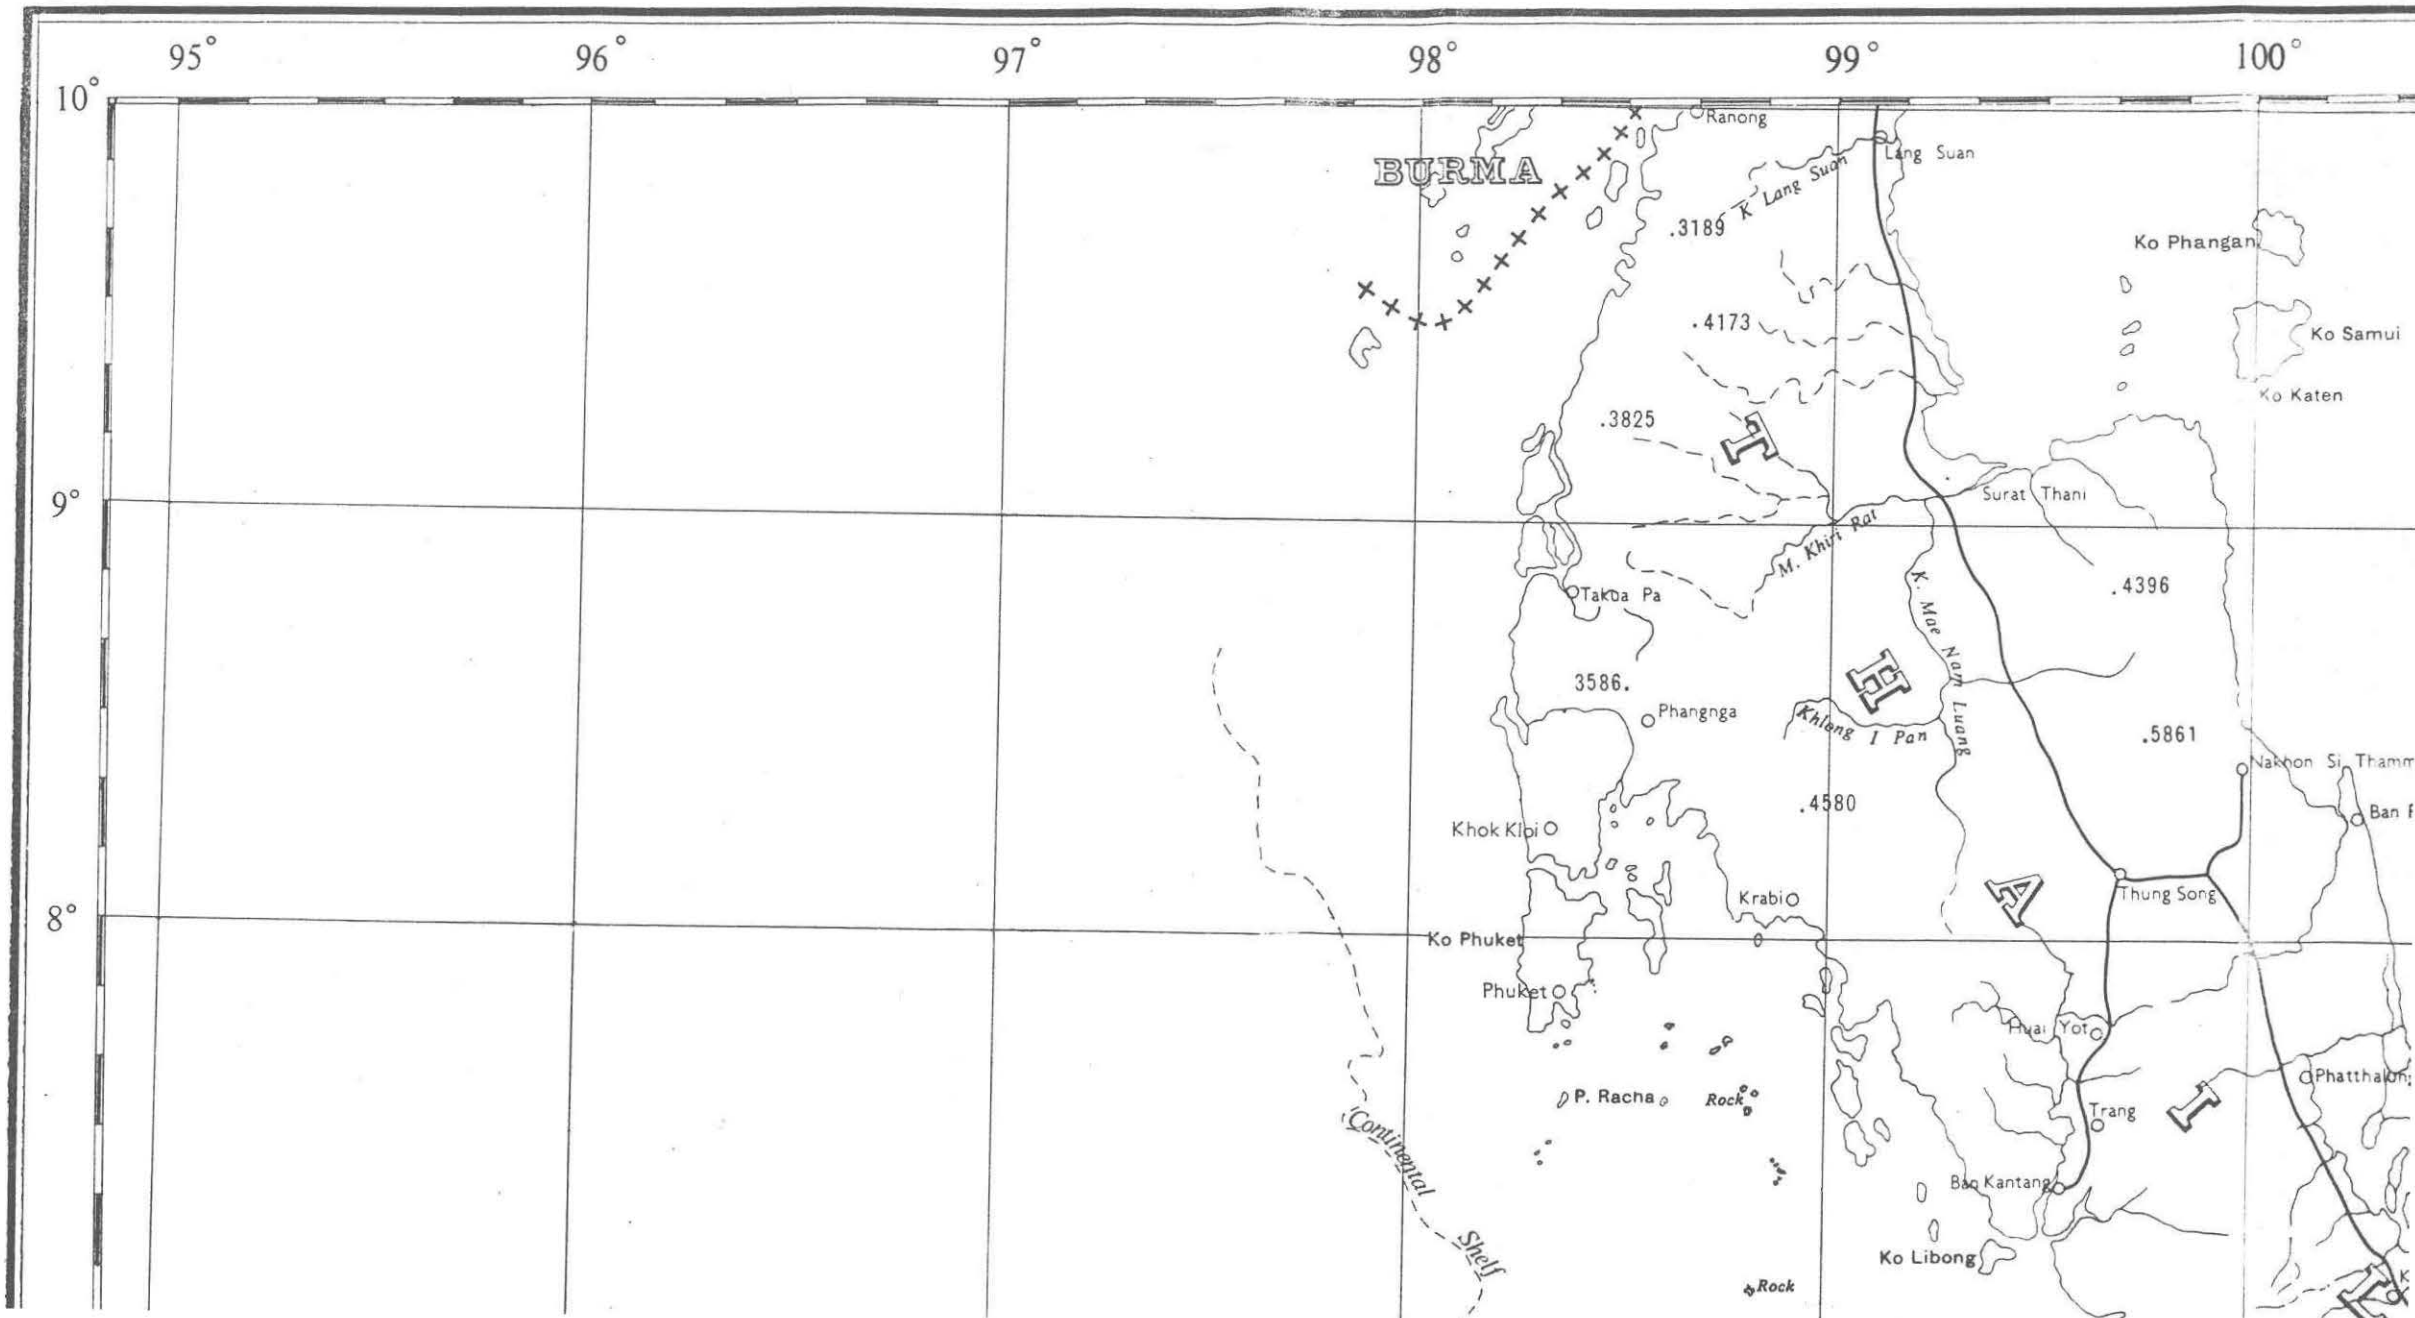 95° 96° 97° 98° 99° 100°
10°
Ranong
BURMA
Lang Suan
K Lang Suan
.3189
Ko Phangan
.4173
Ko Samui
Ko Katen
.3825
T
9°
Surat Thani
M. Khiri Rat
K. Mae Nam Luang
.4396
Takua Pa
H
3586.
Phangnga
Khlong I Pan
.5861
Nakhon Si Thamm
.4580
Ban
Khok Kloi
A
Krabi
Thung Song
8°
Ko Phuket
Phuket
Huai Yot
Phatthalun
P. Racha
Rock
I
Trang
Continental Shelf
Ban Kantang
Ko Libong
Rock
L
K